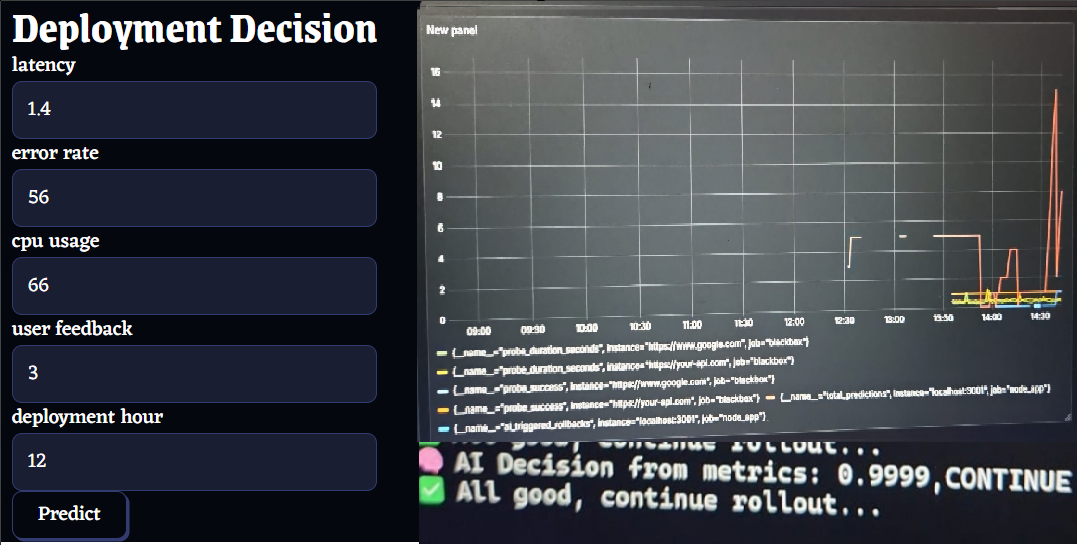 Deployment Decision
latency
1.4
error rate
56
cpu usage
66
user feedback
3
deployment hour
12
Predict
New panel
16
14
12
10
8
6
4
2
0
09:00 09:30 10:00 10:30 11:00 11:30 12:00 12:30 13:00 13:30 14:00 14:30
{__name__="probe_duration_seconds", instance="https://www.google.com", job="blackbox"}
{__name__="probe_duration_seconds", instance="https://your-api.com", job="blackbox"}
{__name__="probe_success", instance="https://www.google.com", job="blackbox"}
{__name__="probe_success", instance="https://your-api.com", job="blackbox"} {__name__="total_predictions", instance="localhost:3001", job="node_app"}
{__name__="ai_triggered_rollbacks", instance="localhost:3001", job="node_app"}
good, continue rollout...
AI Decision from metrics: 0.9999,CONTINUE
All good, continue rollout...